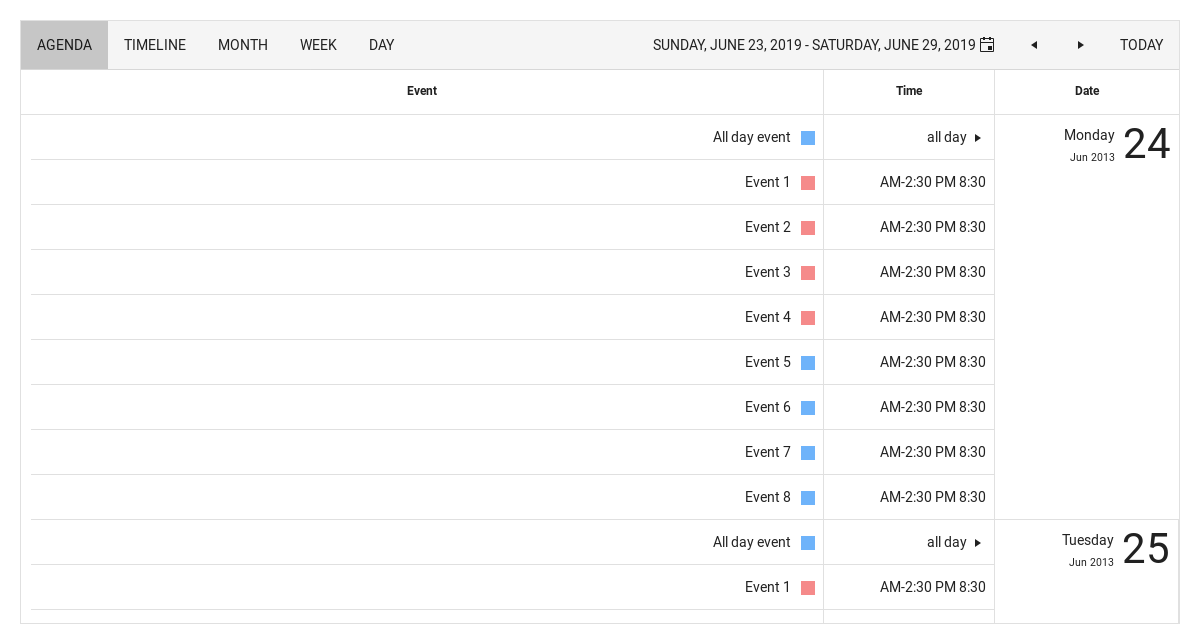 AGENDA TIMELINE MONTH WEEK DAY SUNDAY, JUNE 23, 2019 - SATURDAY, JUNE 29, 2019 TODAY
Event Time Date
All day event all day Monday 24
Jun 2013
Event 1 AM-2:30 PM 8:30
Event 2 AM-2:30 PM 8:30
Event 3 AM-2:30 PM 8:30
Event 4 AM-2:30 PM 8:30
Event 5 AM-2:30 PM 8:30
Event 6 AM-2:30 PM 8:30
Event 7 AM-2:30 PM 8:30
Event 8 AM-2:30 PM 8:30
All day event all day Tuesday 25
Jun 2013
Event 1 AM-2:30 PM 8:30